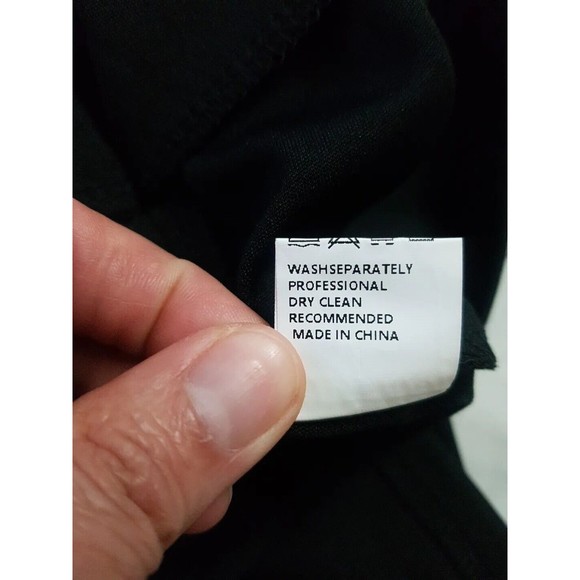 WASHSEPARATELY
PROFESSIONAL
DRY CLEAN
RECOMMENDED
MADE IN CHINA